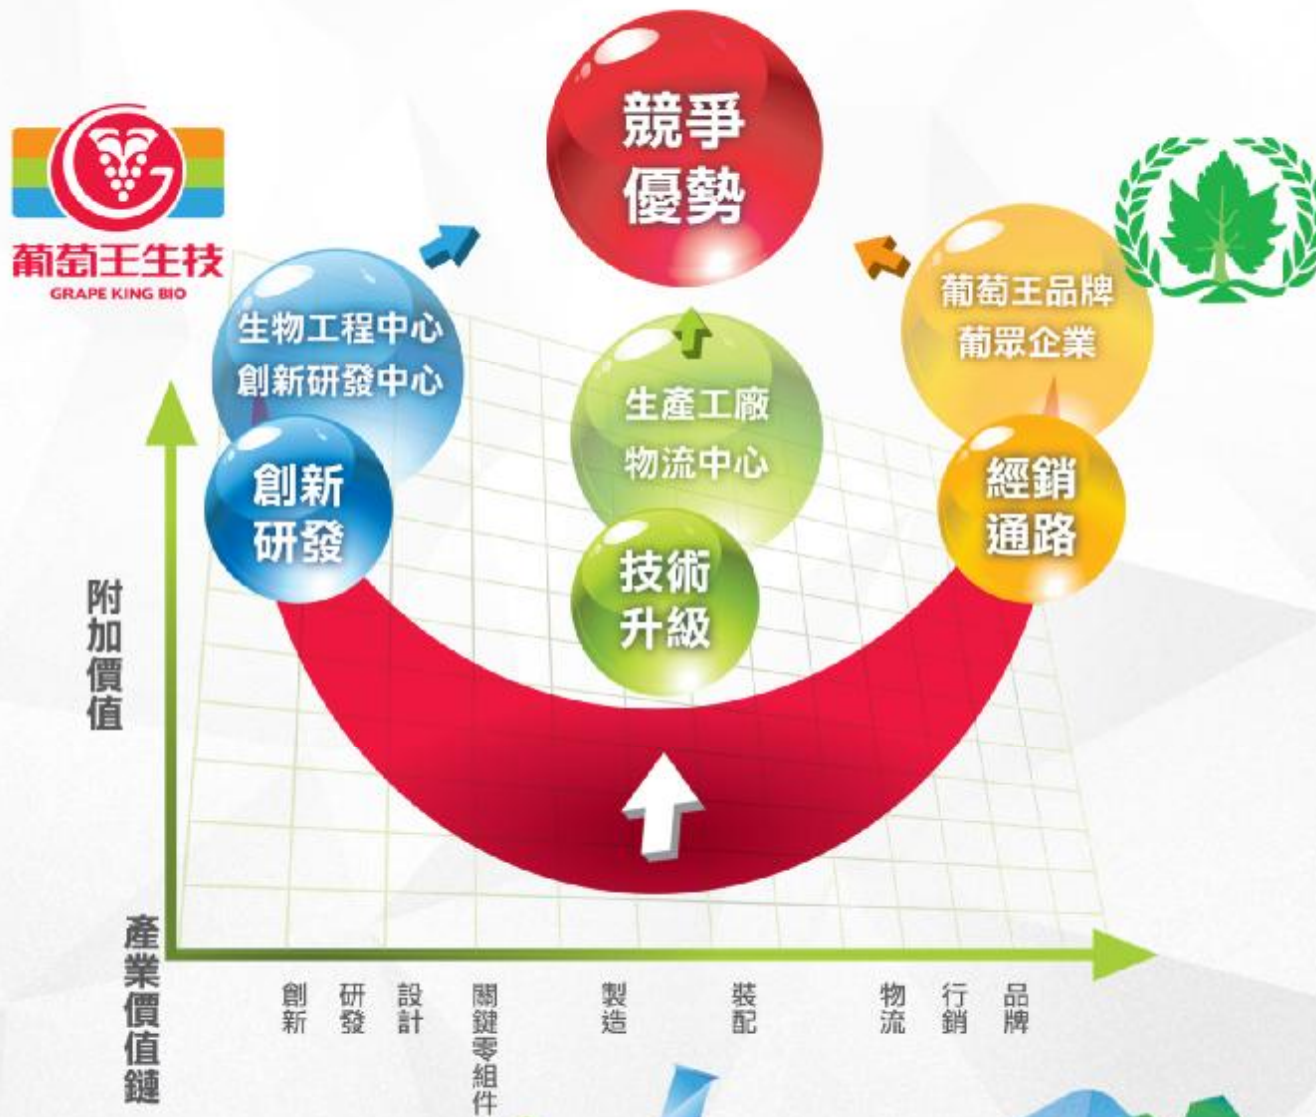 競爭
優勢
葡萄王生技
GRAPE KING BIO
生物工程中心
創新研發中心
葡萄王品牌
葡眾企業
生產工廠
物流中心
創新
研發
經銷
通路
技術
升級
附加價值
產業價值鏈
創新
研發
設計
關鍵零組件
製造
裝配
物流
行銷
品牌